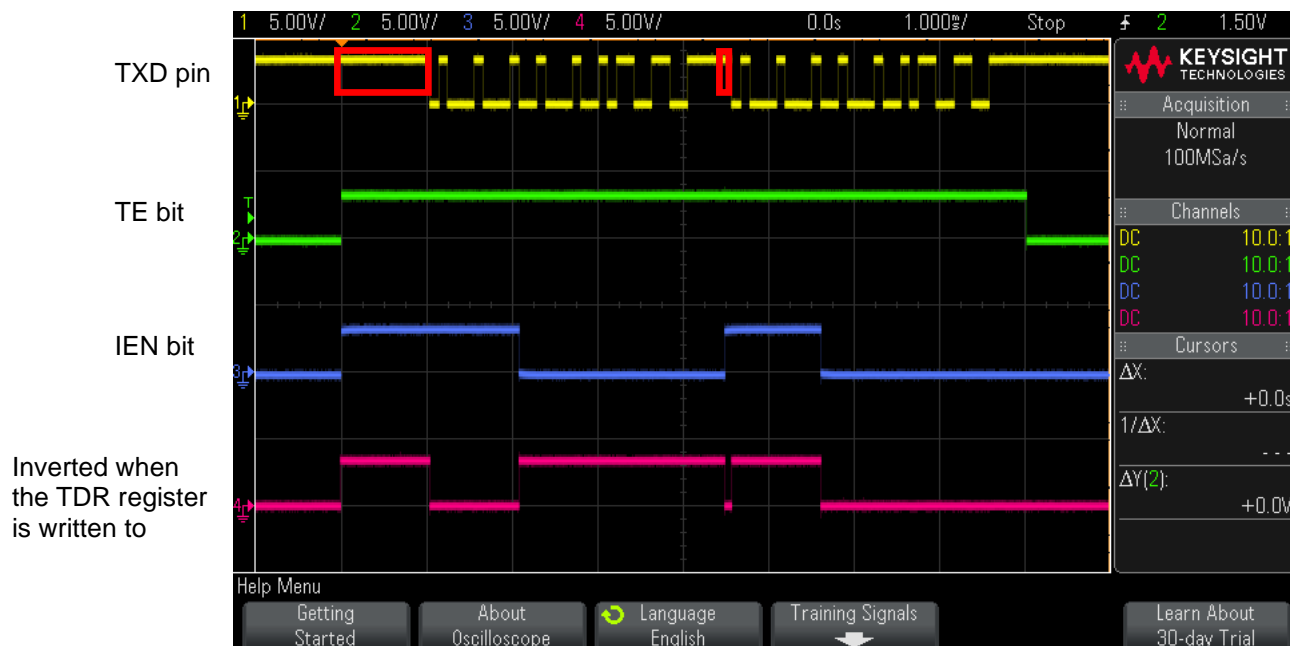 1 5.00V/ 2 5.00V/ 3 5.00V/ 4 5.00V/ 0.0s 1.000ms/ Stop 2 1.50V
TXD pin
TE bit
IEN bit
Inverted when
the TDR register
is written to
1
T
2
3
4
KEYSIGHT
TECHNOLOGIES
Acquisition
Normal
100MSa/s
Channels
DC 10.0:1
DC 10.0:1
DC 10.0:1
DC 10.0:1
Cursors
ΔX:
+0.0s
1/ΔX:
---
ΔY(2):
+0.0V
Help Menu
Getting
Started
About
Oscilloscope
Language
English
Training Signals
Learn About
30-day Trial